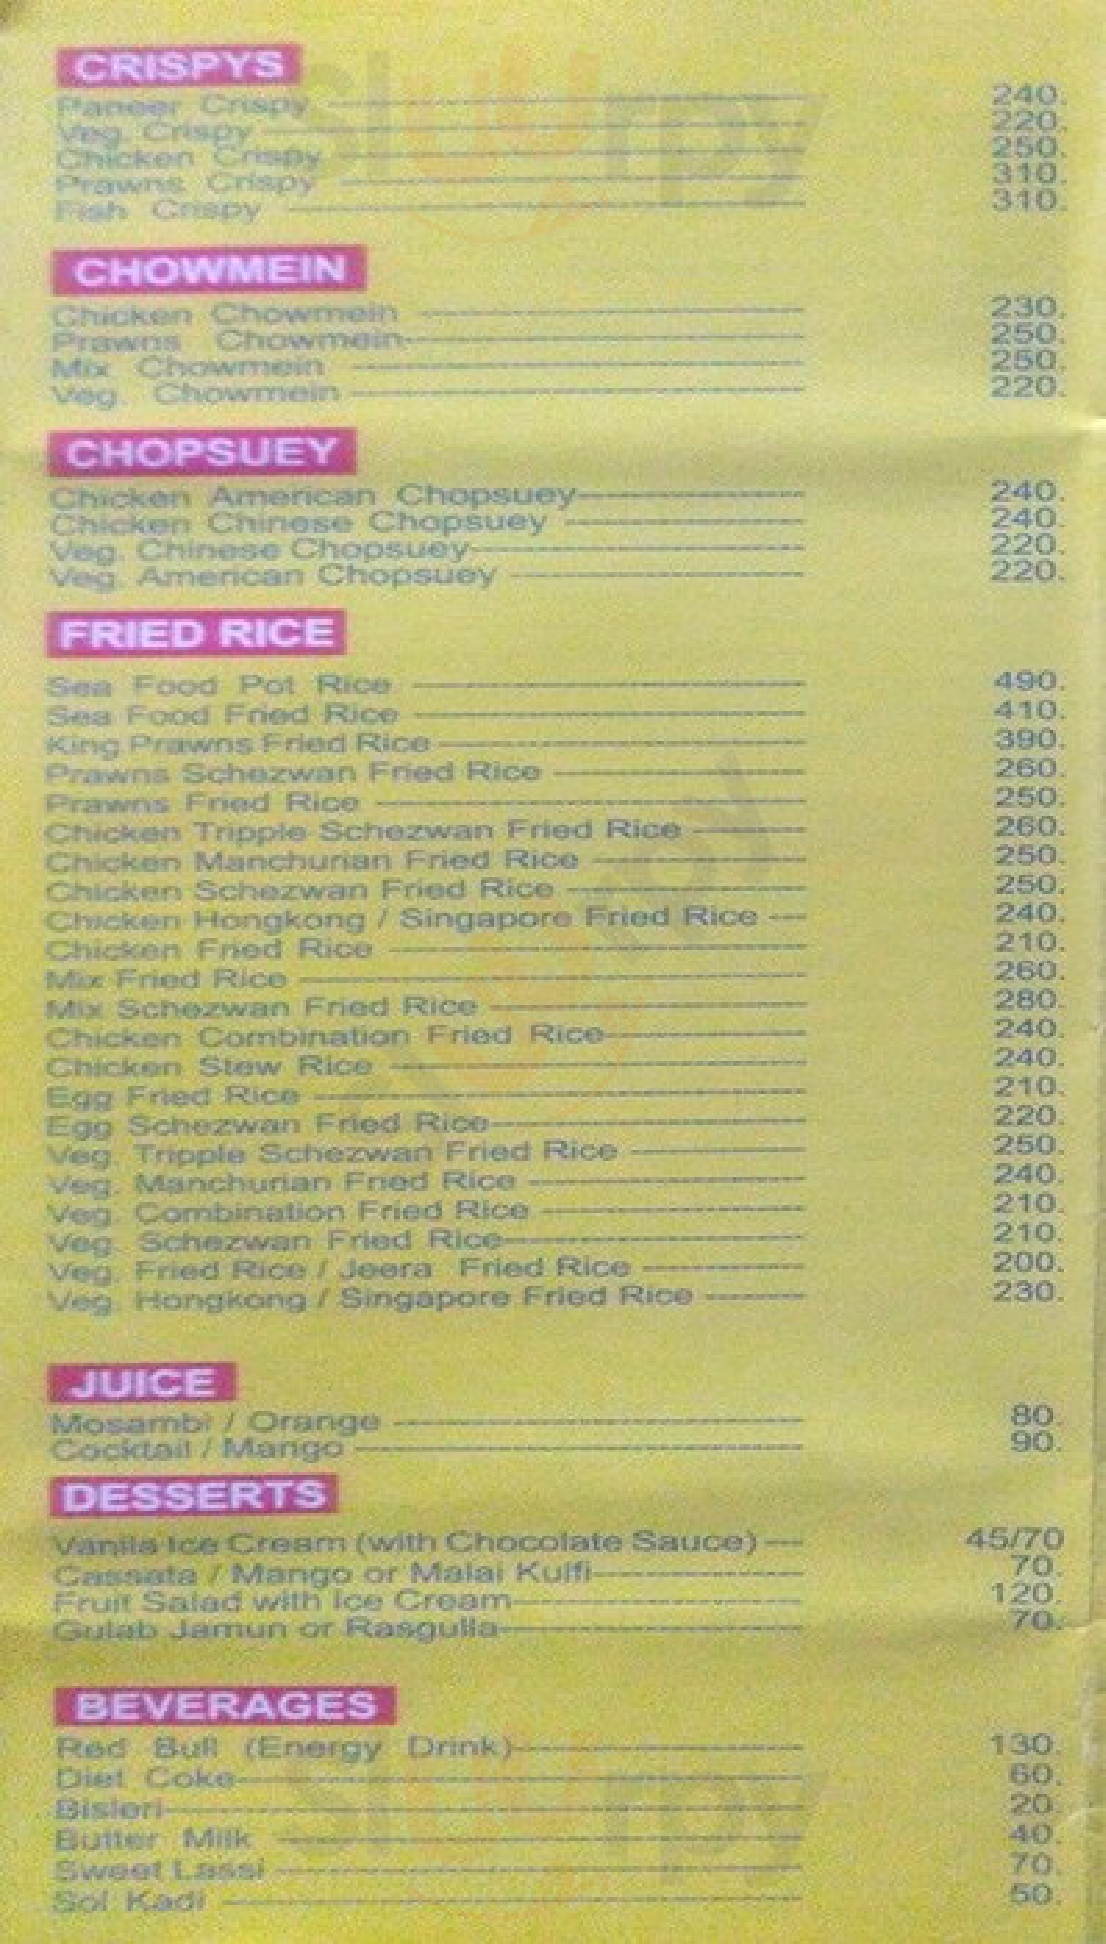 CRISPYS
Paneer Crispy 240.
Veg. Crispy 220.
Chicken Crispy 250.
Prawns Crispy 310.
Fish Crispy 310.
CHOWMEIN
Chicken Chowmein 230.
Prawns Chowmein 250.
Mix Chowmein 250.
Veg. Chowmein 220.
CHOPSUEY
Chicken American Chopsuey 240.
Chicken Chinese Chopsuey 240.
Veg. Chinese Chopsuey 220.
Veg. American Chopsuey 220.
FRIED RICE
Sea Food Pot Rice 490.
Sea Food Fried Rice 410.
King Prawns Fried Rice 390.
Prawns Schezwan Fried Rice 260.
Prawns Fried Rice 250.
Chicken Tripple Schezwan Fried Rice 260.
Chicken Manchurian Fried Rice 250.
Chicken Schezwan Fried Rice 250.
Chicken Hongkong / Singapore Fried Rice 240.
Chicken Fried Rice 210.
Mix Fried Rice 260.
Mix Schezwan Fried Rice 280.
Chicken Combination Fried Rice 240.
Chicken Stew Rice 240.
Egg Fried Rice 210.
Egg Schezwan Fried Rice 220.
Veg. Tripple Schezwan Fried Rice 250.
Veg. Manchurian Fried Rice 240.
Veg. Combination Fried Rice 210.
Veg. Schezwan Fried Rice 210.
Veg. Fried Rice / Jeera Fried Rice 200.
Veg. Hongkong / Singapore Fried Rice 230.
JUICE
Mosambi / Orange 80.
Cocktail / Mango 90.
DESSERTS
Vanila Ice Cream (with Chocolate Sauce) 45/70
Cassata / Mango or Malai Kulfi 70.
Fruit Salad with Ice Cream 120.
Gulab Jamun or Rasgulla 70.
BEVERAGES
Red Bull (Energy Drink) 130.
Diet Coke 60.
Bisleri 20.
Butter Milk 40.
Sweet Lassi 70.
Sol Kadi 50.
Slurrpy
Slurrpy
Slurrpy